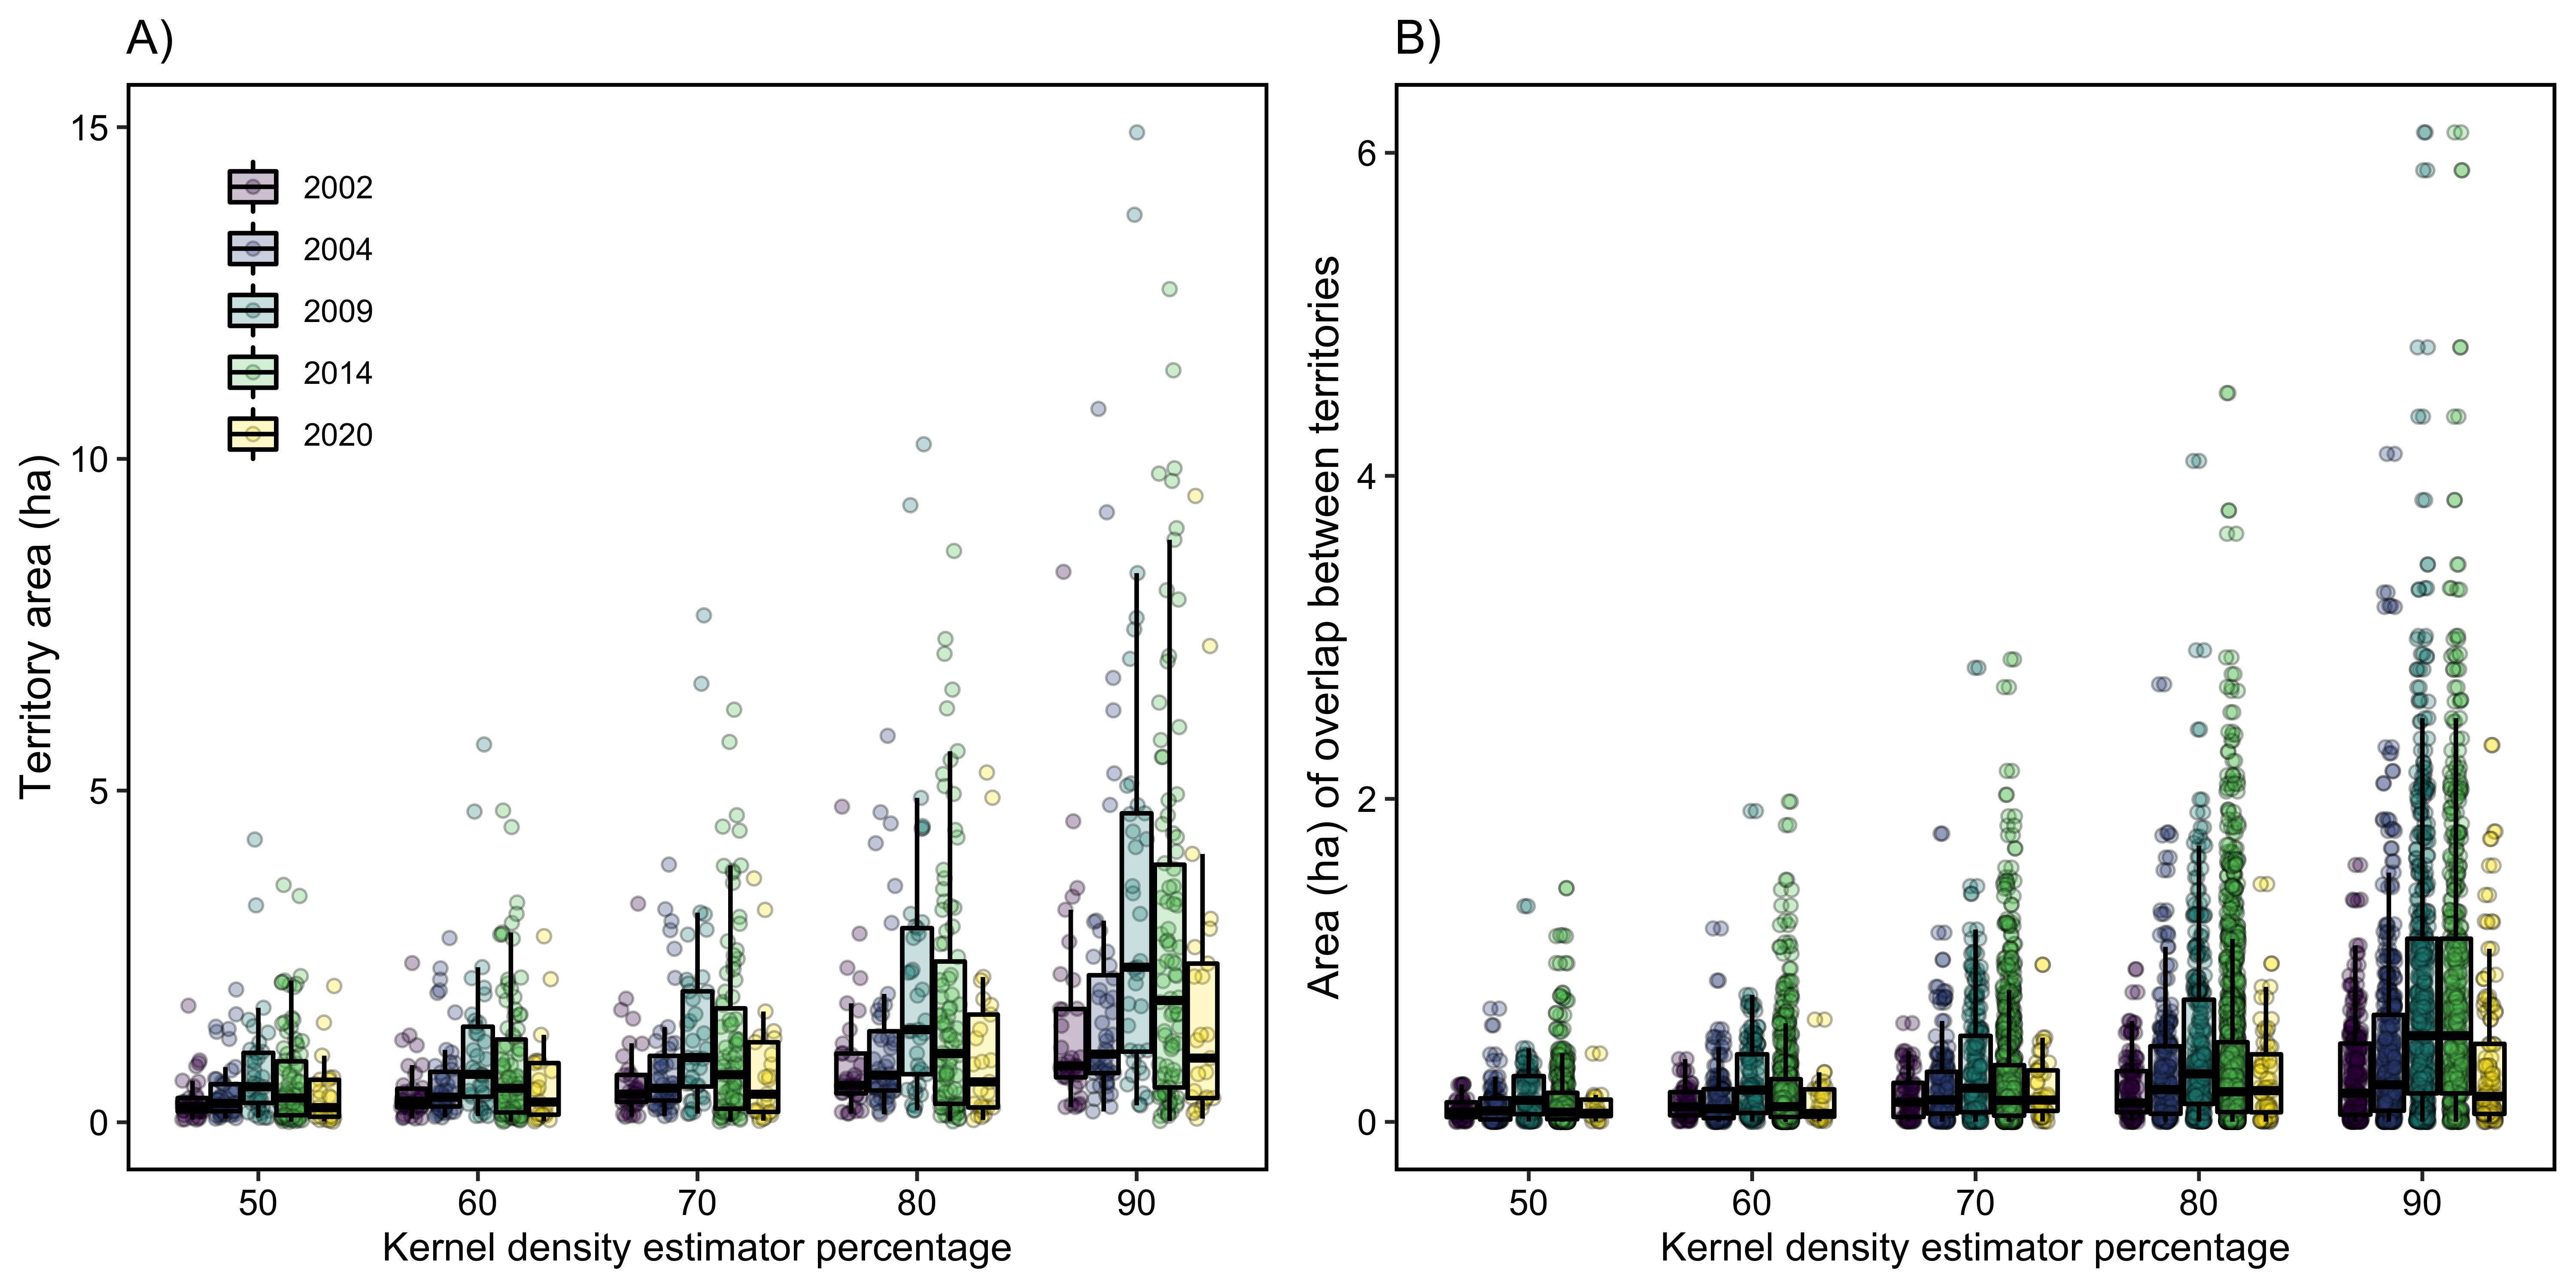 A)
Territory area (ha)
15
10
5
0
2002
2004
2009
2014
2020
50 60 70 80 90
Kernel density estimator percentage
B)
Area (ha) of overlap between territories
6
4
2
0
50 60 70 80 90
Kernel density estimator percentage